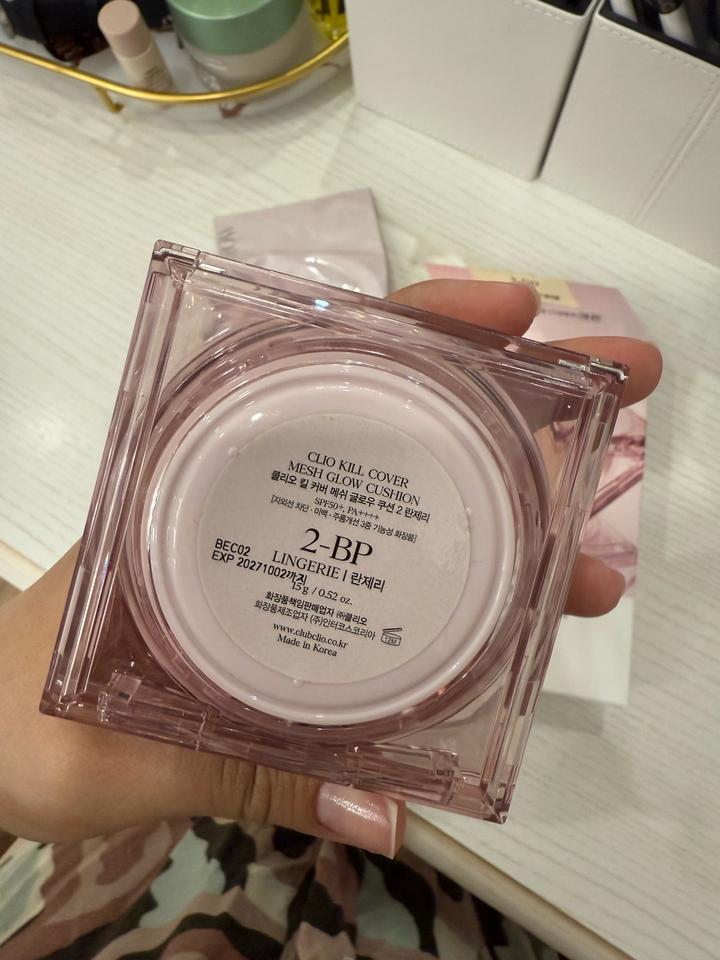 CLIO KILL COVER
MESH GLOW CUSHION
클리오 킬 커버 메쉬 글로우 쿠션 2 란제리
SPF50+, PA++++
[자외선 차단 · 미백 · 주름개선 3중 기능성 화장품]
2-BP
LINGERIE | 란제리
BEC02
EXP 20271002까지
15g / 0.52 oz.
화장품책임판매업자 ㈜클리오
화장품제조업자 (주)인터코스코리아
12M
www.clubclio.co.kr
Made in Korea